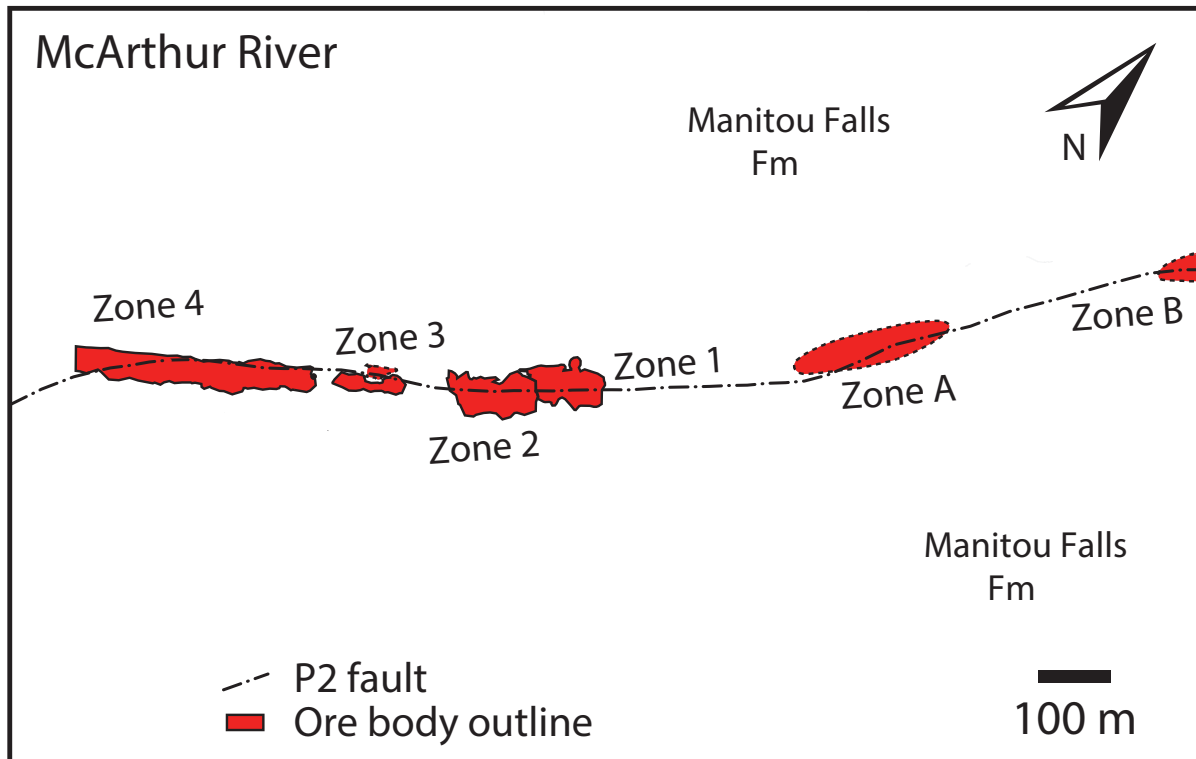 McArthur River
Manitou Falls
Fm
N
Zone 4
Zone 3
Zone 1
Zone 2
Zone A
Zone B
Manitou Falls
Fm
P2 fault
Ore body outline
100 m